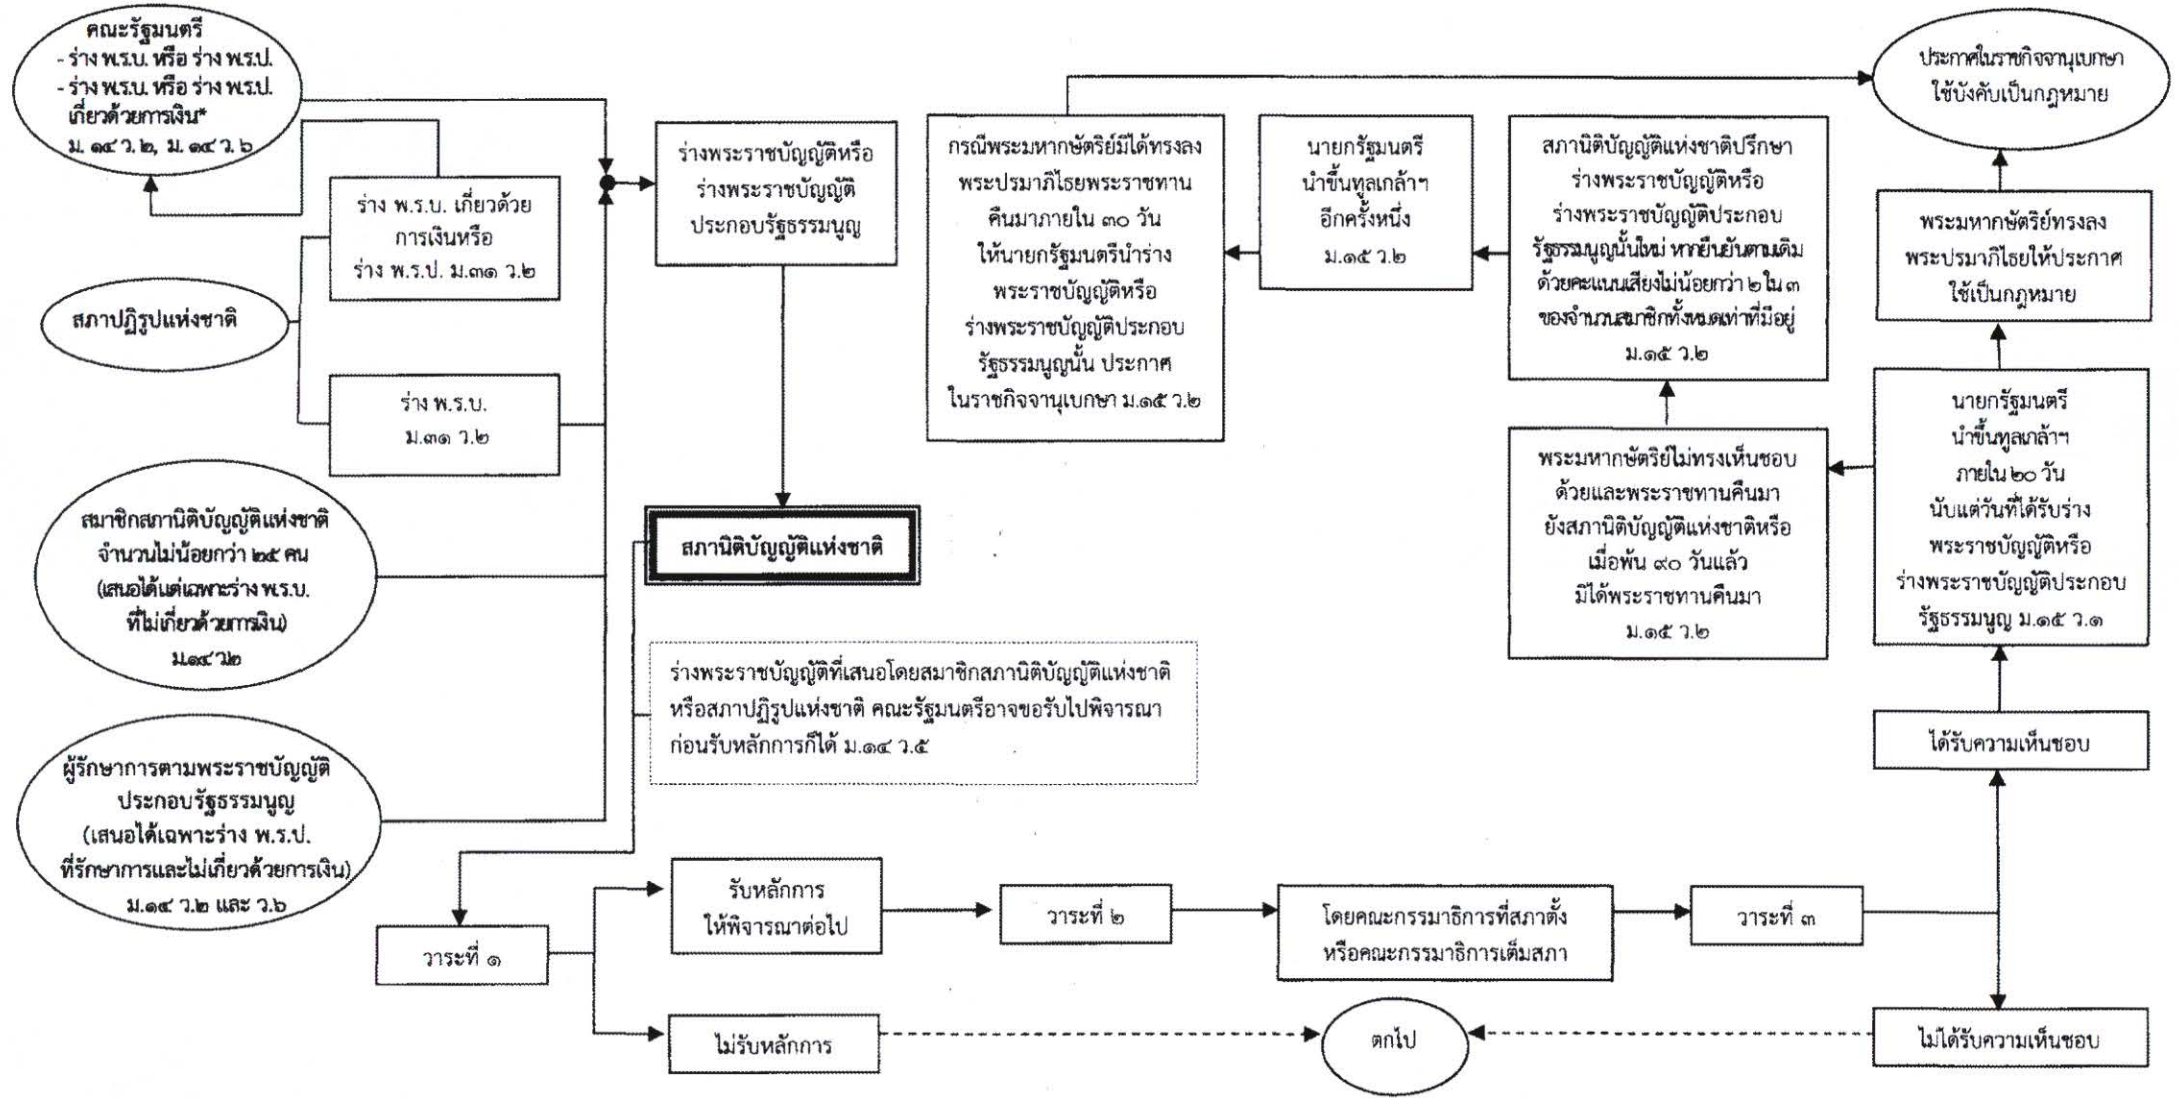 คณะรัฐมนตรี
- ร่าง พ.ร.บ. หรือ ร่าง พ.ร.ป.
- ร่าง พ.ร.บ. หรือ ร่าง พ.ร.ป.
เกี่ยวด้วยการเงิน*
ม. ๑๔ ว. ๒, ม. ๑๔ ว. ๖
ร่าง พ.ร.บ. เกี่ยวด้วย
การเงินหรือ
ร่าง พ.ร.ป. ม.๓๑ ว.๒
สภาปฏิรูปแห่งชาติ
ร่าง พ.ร.บ.
ม.๓๑ ว.๒
สมาชิกสภานิติบัญญัติแห่งชาติ
จำนวนไม่น้อยกว่า ๒๕ คน
(เสนอได้แต่เฉพาะร่าง พ.ร.บ.
ที่ไม่เกี่ยวด้วยการเงิน)
ม.๑๔ ว.๒
ผู้รักษาการตามพระราชบัญญัติ
ประกอบรัฐธรรมนูญ
(เสนอได้เฉพาะร่าง พ.ร.ป.
ที่รักษาการและไม่เกี่ยวด้วยการเงิน)
ม.๑๔ ว.๒ และ ว.๖
ร่างพระราชบัญญัติหรือ
ร่างพระราชบัญญัติ
ประกอบรัฐธรรมนูญ
สภานิติบัญญัติแห่งชาติ
ร่างพระราชบัญญัติที่เสนอโดยสมาชิกสภานิติบัญญัติแห่งชาติ
หรือสภาปฏิรูปแห่งชาติ คณะรัฐมนตรีอาจขอรับไปพิจารณา
ก่อนรับหลักการก็ได้ ม.๑๔ ว.๕
วาระที่ ๑
รับหลักการ
ให้พิจารณาต่อไป
ไม่รับหลักการ
วาระที่ ๒
โดยคณะกรรมาธิการที่สภาตั้ง
หรือคณะกรรมาธิการเต็มสภา
วาระที่ ๓
ตกไป
ไม่ได้รับความเห็นชอบ
ได้รับความเห็นชอบ
นายกรัฐมนตรี
นำขึ้นทูลเกล้าฯ
ภายใน ๒๐ วัน
นับแต่วันที่ได้รับร่าง
พระราชบัญญัติหรือ
ร่างพระราชบัญญัติประกอบ
รัฐธรรมนูญ ม.๑๕ ว.๑
พระมหากษัตริย์ทรงลง
พระปรมาภิไธยให้ประกาศ
ใช้เป็นกฎหมาย
ประกาศในราชกิจจานุเบกษา
ใช้บังคับเป็นกฎหมาย
พระมหากษัตริย์ไม่ทรงเห็นชอบ
ด้วยและพระราชทานคืนมา
ยังสภานิติบัญญัติแห่งชาติหรือ
เมื่อพ้น ๙๐ วันแล้ว
มิได้พระราชทานคืนมา
ม.๑๕ ว.๒
สภานิติบัญญัติแห่งชาติปรึกษา
ร่างพระราชบัญญัติหรือ
ร่างพระราชบัญญัติประกอบ
รัฐธรรมนูญนั้นใหม่ หากยืนยันตามเดิม
ด้วยคะแนนเสียงไม่น้อยกว่า ๒ ใน ๓
ของจำนวนสมาชิกทั้งหมดเท่าที่มีอยู่
ม.๑๕ ว.๒
นายกรัฐมนตรี
นำขึ้นทูลเกล้าฯ
อีกครั้งหนึ่ง
ม.๑๕ ว.๒
กรณีพระมหากษัตริย์มิได้ทรงลง
พระปรมาภิไธยพระราชทาน
คืนมาภายใน ๓๐ วัน
ให้นายกรัฐมนตรีนำร่าง
พระราชบัญญัติหรือ
ร่างพระราชบัญญัติประกอบ
รัฐธรรมนูญนั้น ประกาศ
ในราชกิจจานุเบกษา ม.๑๕ ว.๒